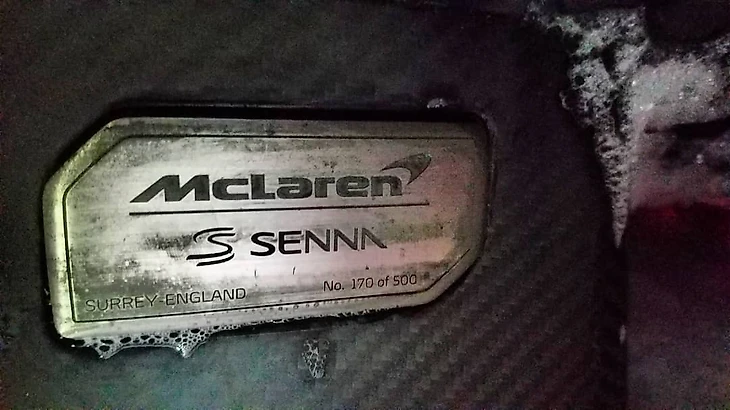 McLaren
S SENNA
No. 170 of 500
SURREY-ENGLAND